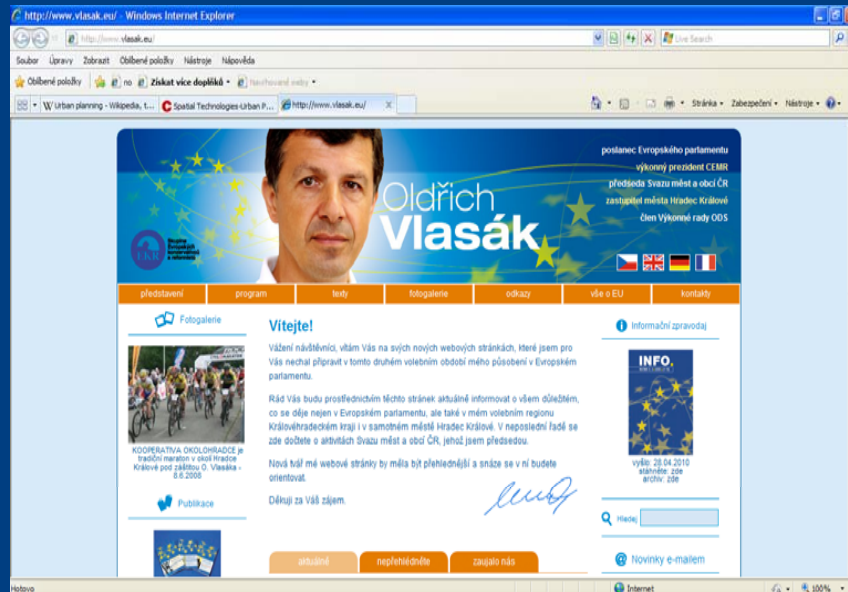 http://www.vlasak.eu/ - Windows Internet Explorer
http://www.vlasak.eu/
Live Search
Soubor Úpravy Zobrazit Oblíbené položky Nástroje Nápověda
Oblíbené položky no Získat více doplňků Navrhované weby
Urban planning - Wikipedia, t... Spatial Technologies-Urban P... http://www.vlasak.eu/ X
Stránka Zabezpečení Nástroje
poslanec Evropského parlamentu
výkonný prezident CEMR
předseda Svazu měst a obcí ČR
zastupitel města Hradec Králové
člen Výkonné rady ODS
Oldřich
Vlasák
EKR
představení program texty fotogalerie odkazy vše o EU kontakty
Fotogalerie
KOOPERATIVA OKOLOHRADCE je
tradiční maraton v okolí Hradce
Králové pod záštitou O. Vlasáka -
8.6.2008
Publikace
Vítejte!
Vážení návštěvníci, vítám Vás na svých nových webových stránkách, které jsem pro
Vás nechal připravit v tomto druhém volebním období mého působení v Evropském
parlamentu.
Rád Vás budu prostřednictvím těchto stránek aktuálně informovat o všem důležitém,
co se děje nejen v Evropském parlamentu, ale také v mém volebním regionu
Královéhradeckém kraji i v samotném městě Hradec Králové. V neposlední řadě se
zde dočtete o aktivitách Svazu měst a obcí ČR, jehož jsem předsedou.
Nová tvář mé webové stránky by měla být přehlednější a snáze se v ní budete
orientovat.
Děkuji za Váš zájem.
aktuálně nepřehlédněte zaujalo nás
Informační zpravodaj
INFO.
vyšlo: 28.04.2010
stáhněte: zde
archiv: zde
Hledej
Novinky e-mailem
Hotovo Internet 100%